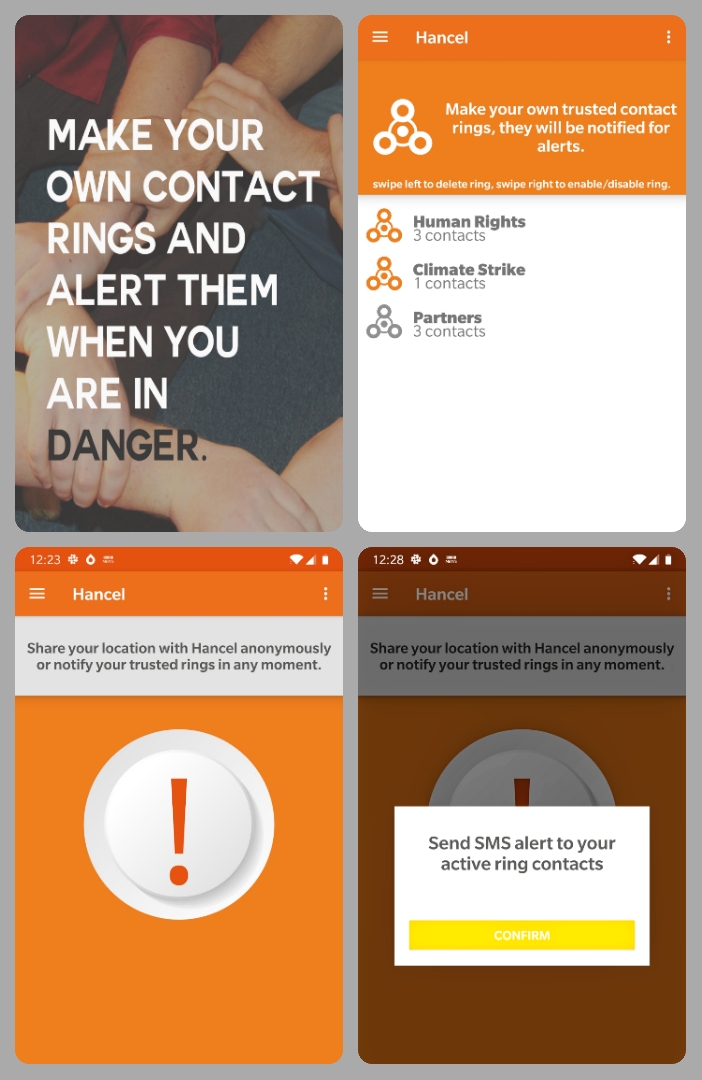 MAKE YOUR
OWN CONTACT
RINGS AND
ALERT THEM
WHEN YOU
ARE IN
DANGER.
Hancel
Make your own trusted contact
rings, they will be notified for
alerts.
swipe left to delete ring, swipe right to enable/disable ring.
Human Rights
3 contacts
Climate Strike
1 contacts
Partners
3 contacts
12:23
Hancel
Share your location with Hancel anonymously
or notify your trusted rings in any moment.
!
12:28
Hancel
Share your location with Hancel anonymously
or notify your trusted rings in any moment.
Send SMS alert to your
active ring contacts
CONFIRM